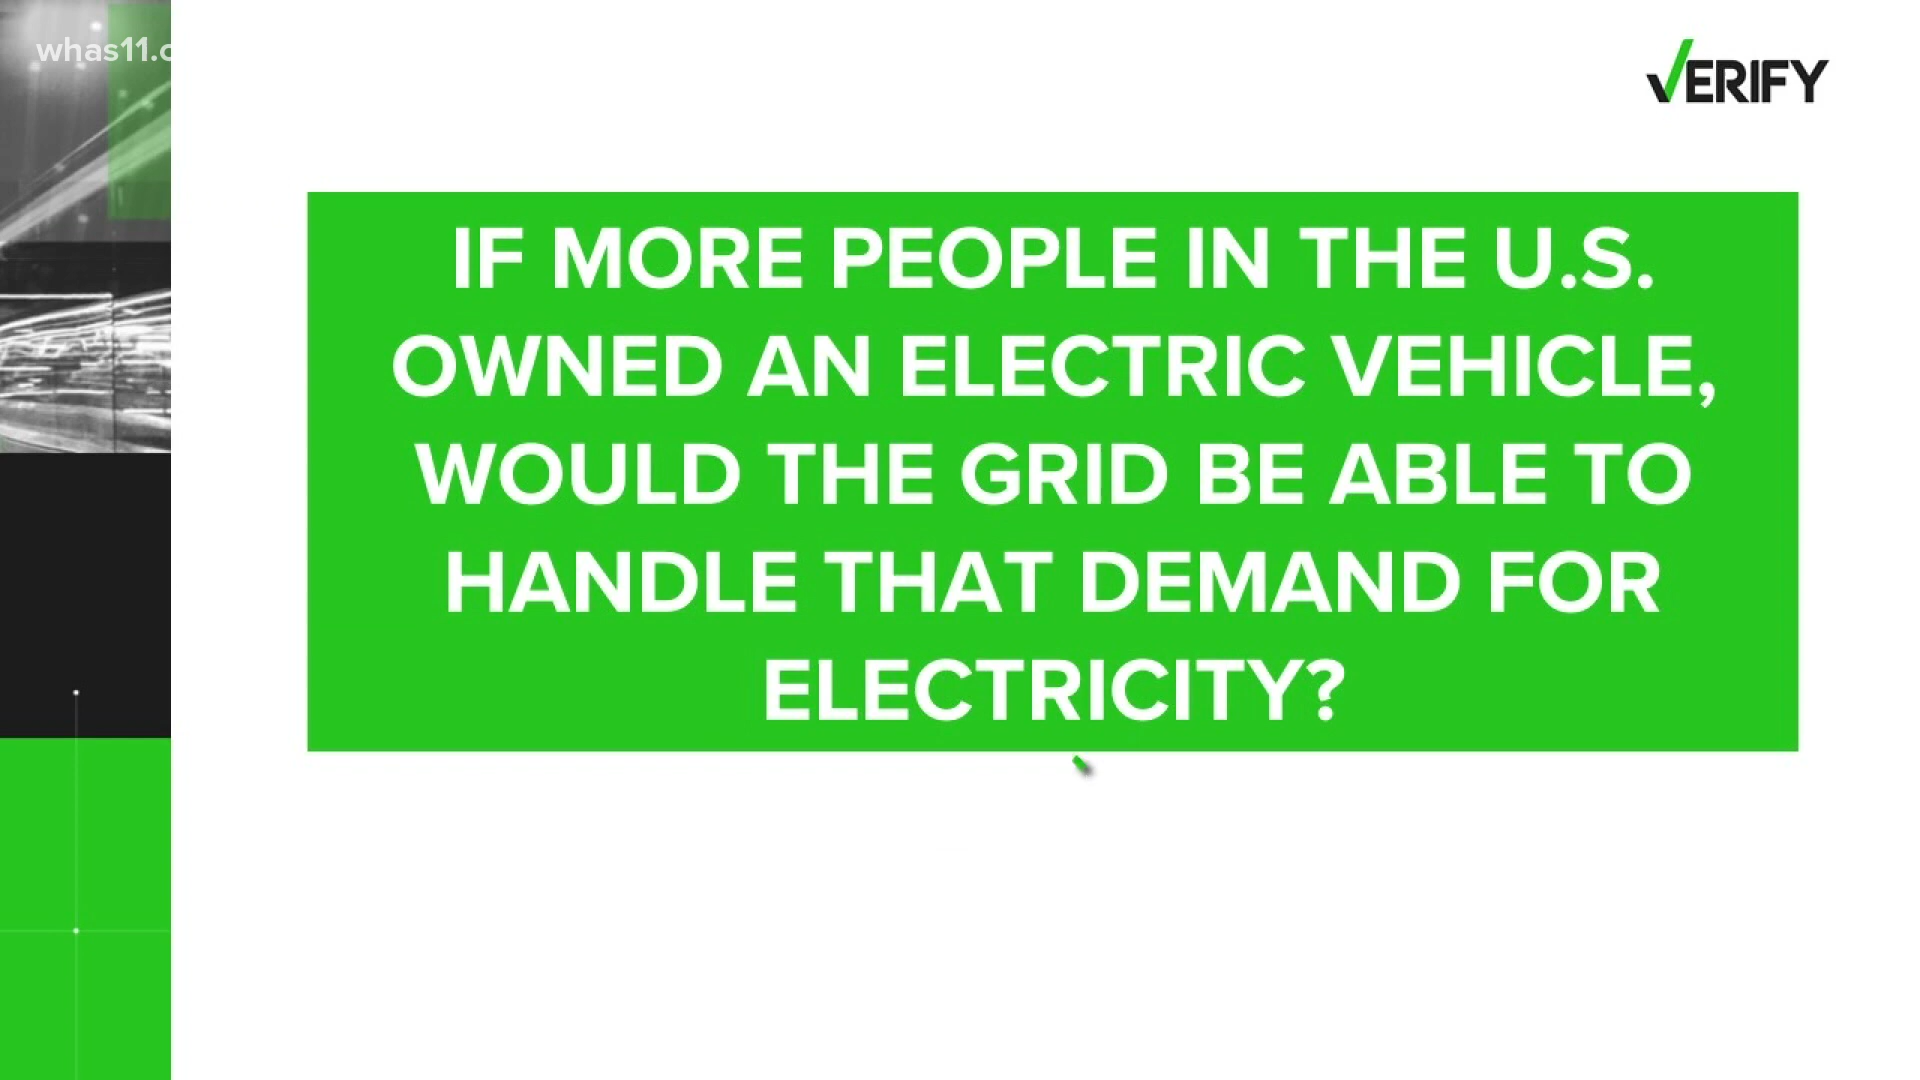 whas11.c
VERIFY
IF MORE PEOPLE IN THE U.S.
OWNED AN ELECTRIC VEHICLE,
WOULD THE GRID BE ABLE TO
HANDLE THAT DEMAND FOR
ELECTRICITY?